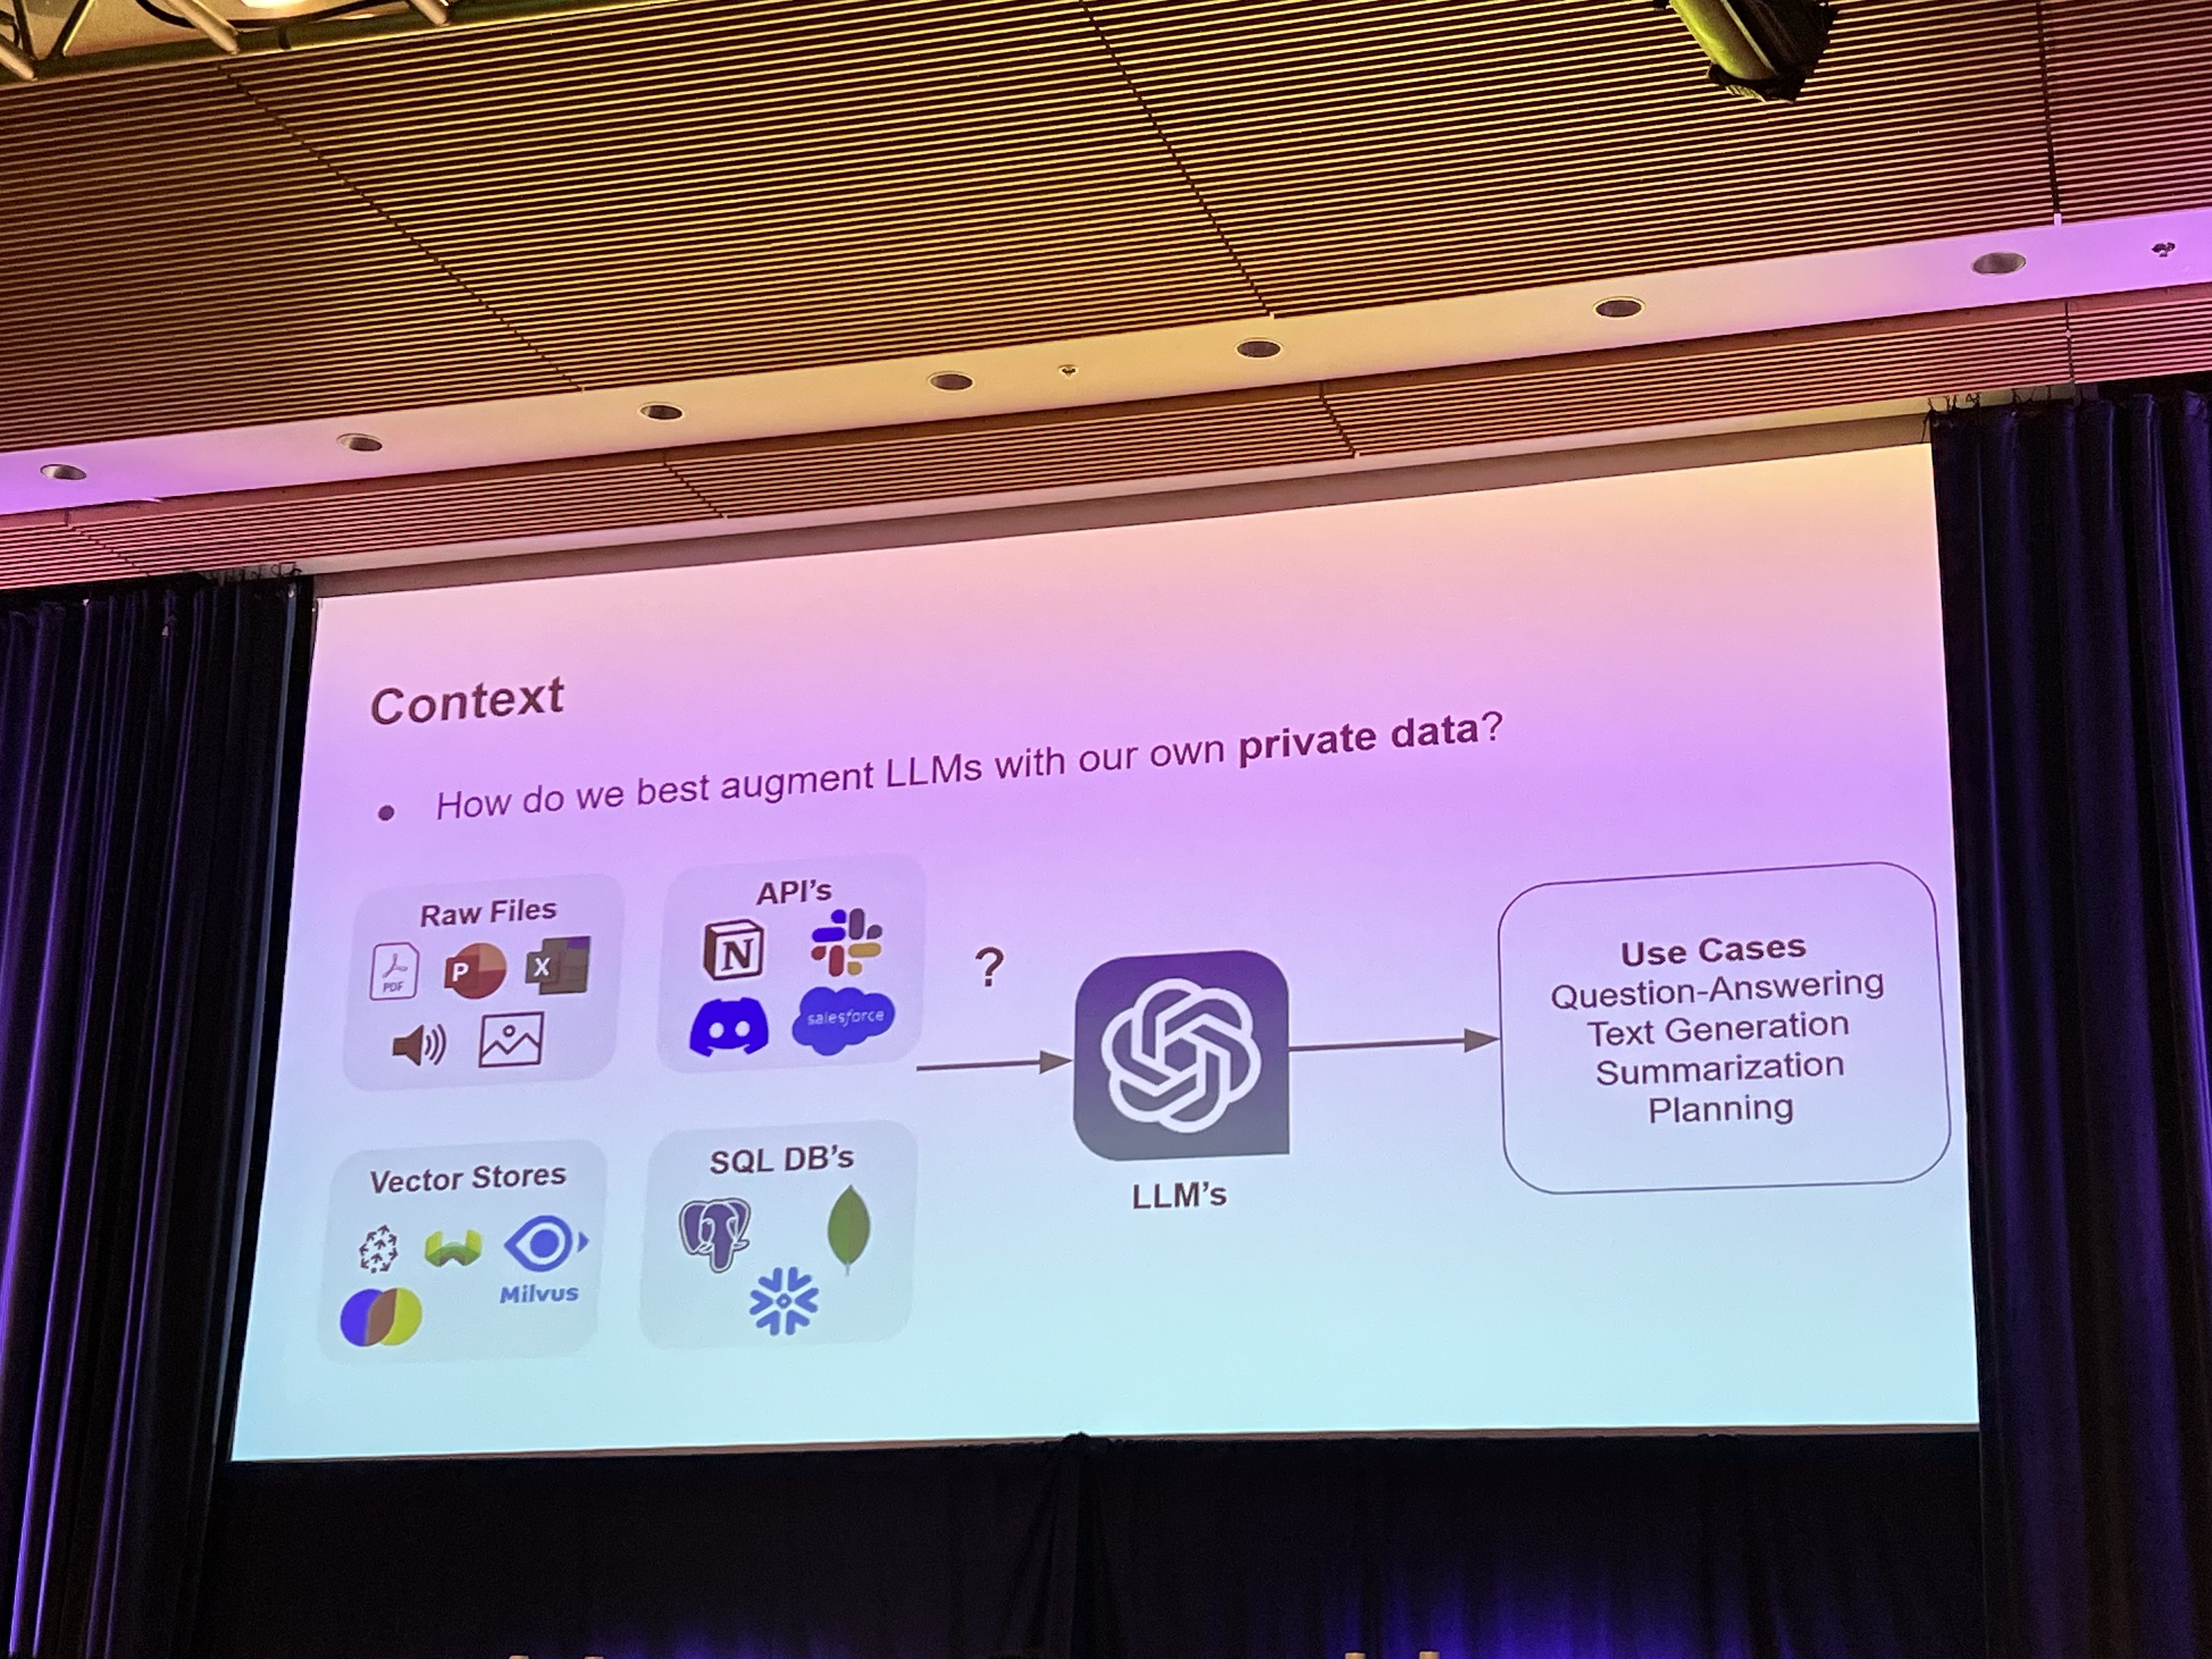 Context
● How do we best augment LLMs with our own private data?
Raw Files
PDF
P
X
API's
N
salesforce
?
LLM's
Use Cases
Question-Answering
Text Generation
Summarization
Planning
Vector Stores
Milvus
SQL DB's